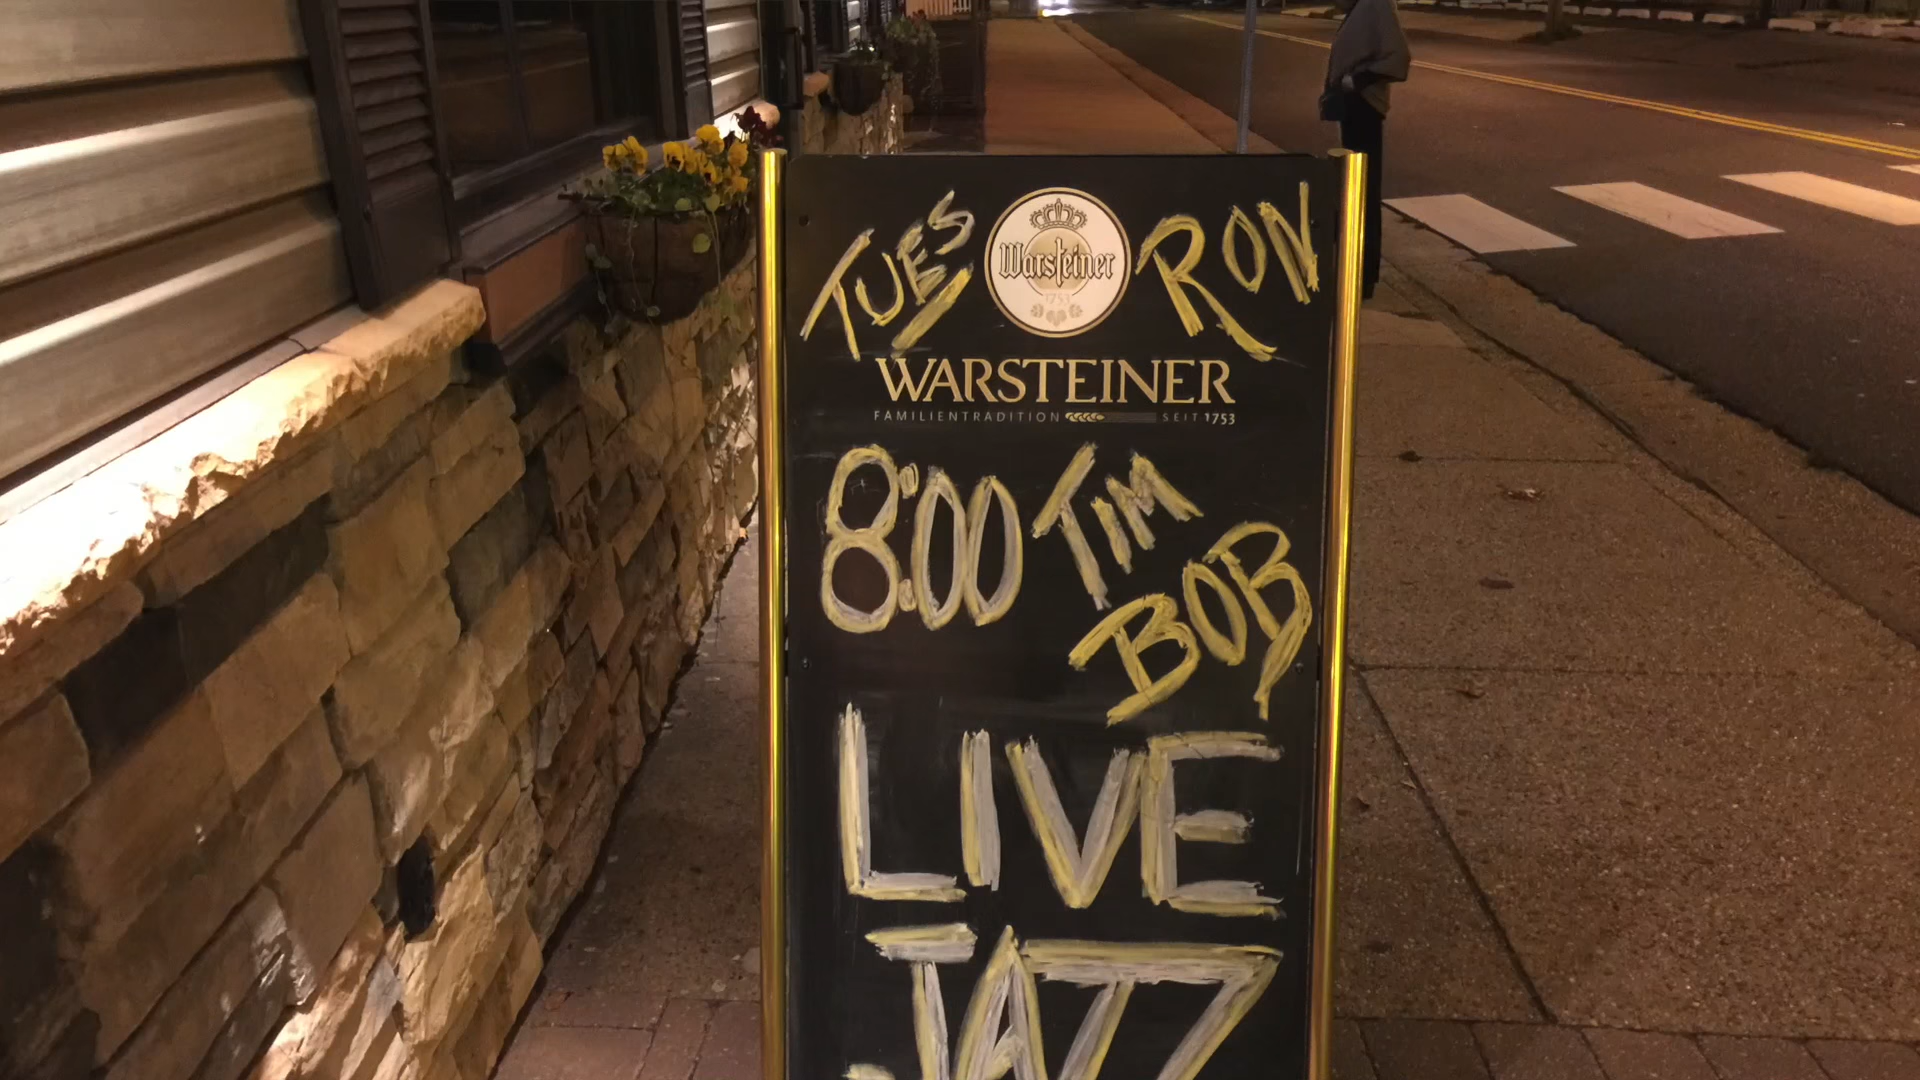 TUES RON
Warsteiner
1753
WARSTEINER
FAMILIENTRADITION SEIT 1753
8:00 TIM
BOB
LIVE
JAZZ